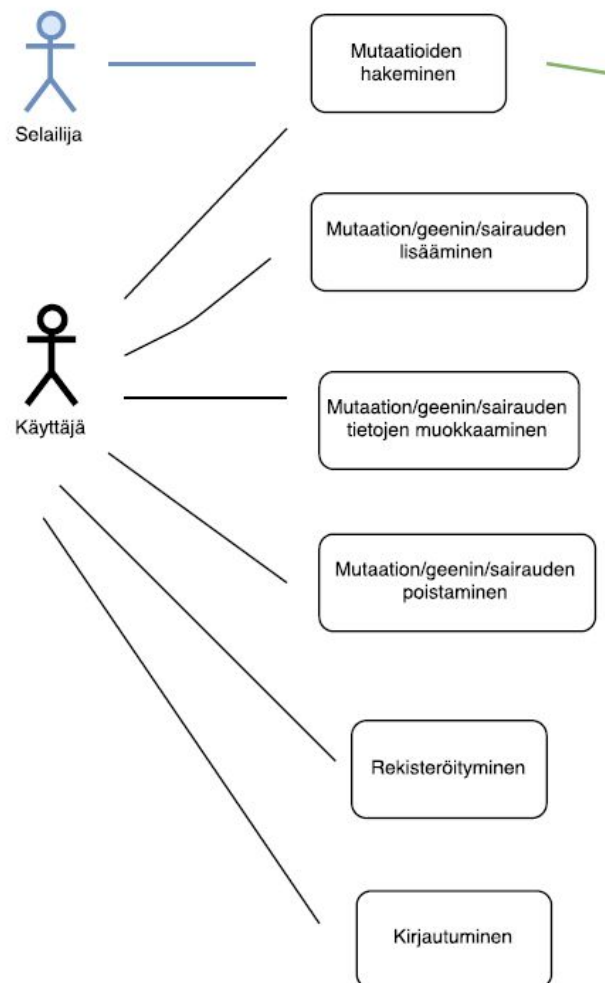 Selailija
Mutaatioiden
hakeminen
Mutaation/geenin/sairauden
lisääminen
Käyttäjä
Mutaation/geenin/sairauden
tietojen muokkaaminen
Mutaation/geenin/sairauden
poistaminen
Rekisteröityminen
Kirjautuminen